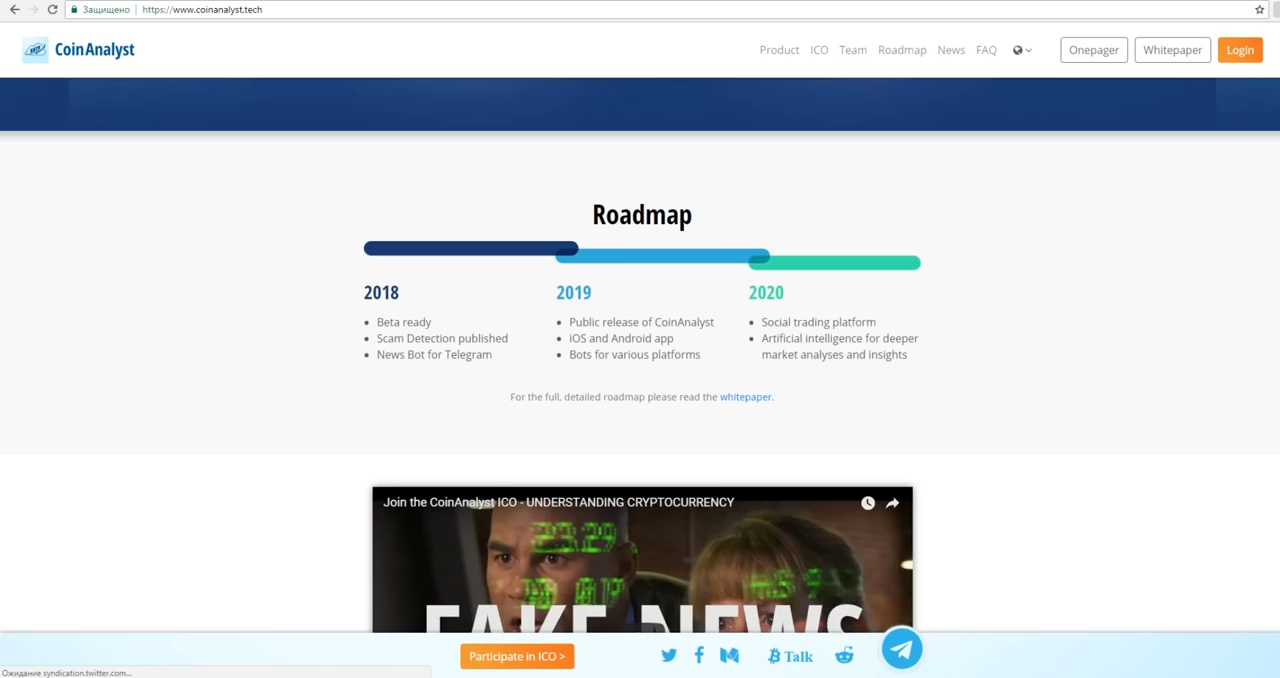 Защищено | https://www.coinanalyst.tech
CoinAnalyst
Product ICO Team Roadmap News FAQ Onepager Whitepaper Login
Roadmap
2018
Beta ready
Scam Detection published
News Bot for Telegram
2019
Public release of CoinAnalyst
iOS and Android app
Bots for various platforms
2020
Social trading platform
Artificial intelligence for deeper
market analyses and insights
For the full, detailed roadmap please read the whitepaper.
Join the CoinAnalyst ICO - UNDERSTANDING CRYPTOCURRENCY
FAKE NEWS
Participate in ICO >
Talk
Ожидание syndication.twitter.com...